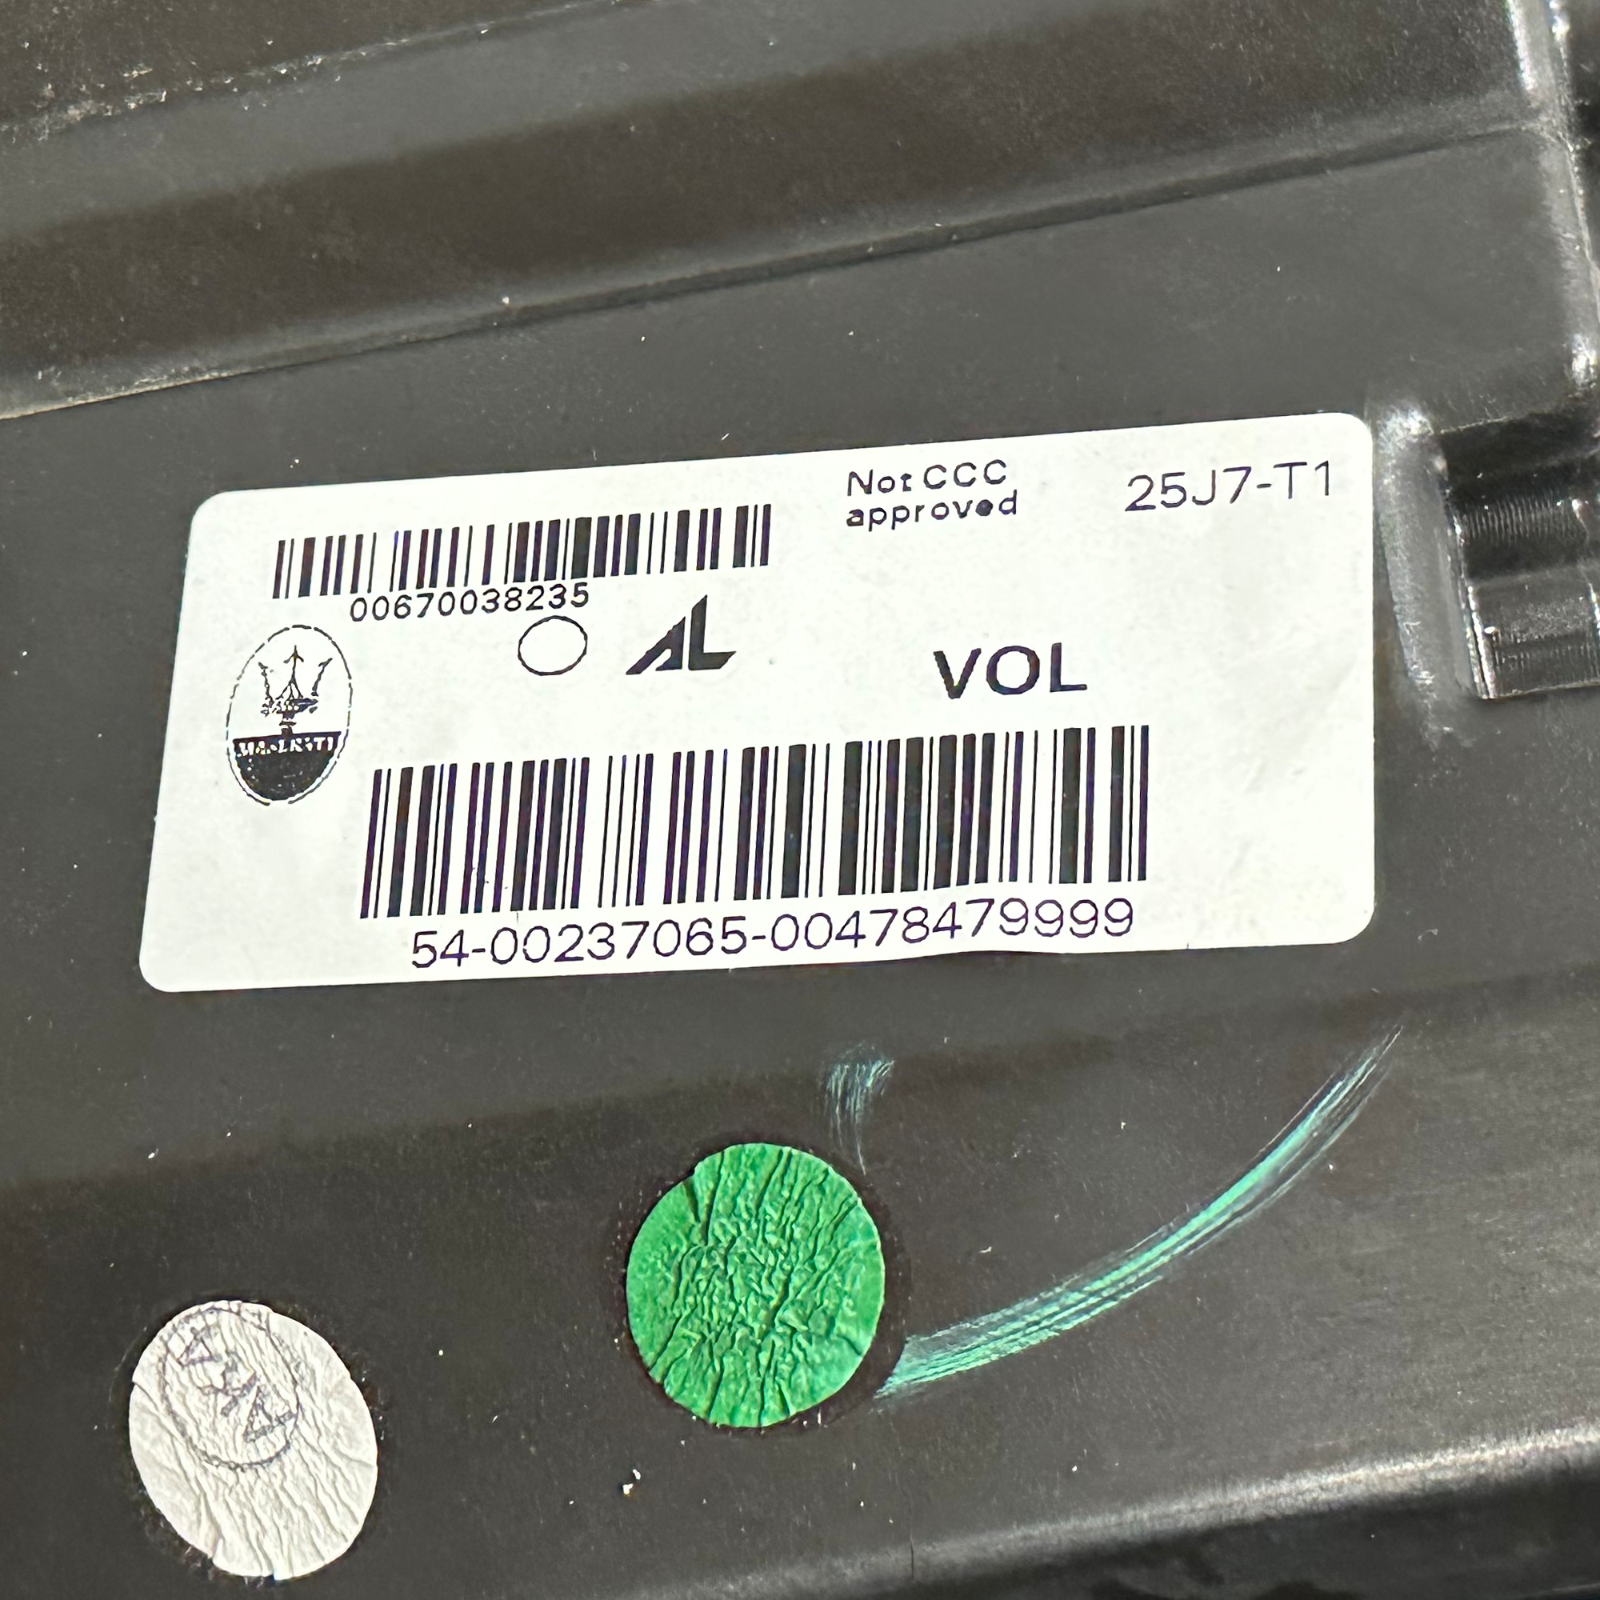 Not CCC
approved
25J7-T1
00670038235
AL
VOL
MASERATI
54-00237065-00478479999